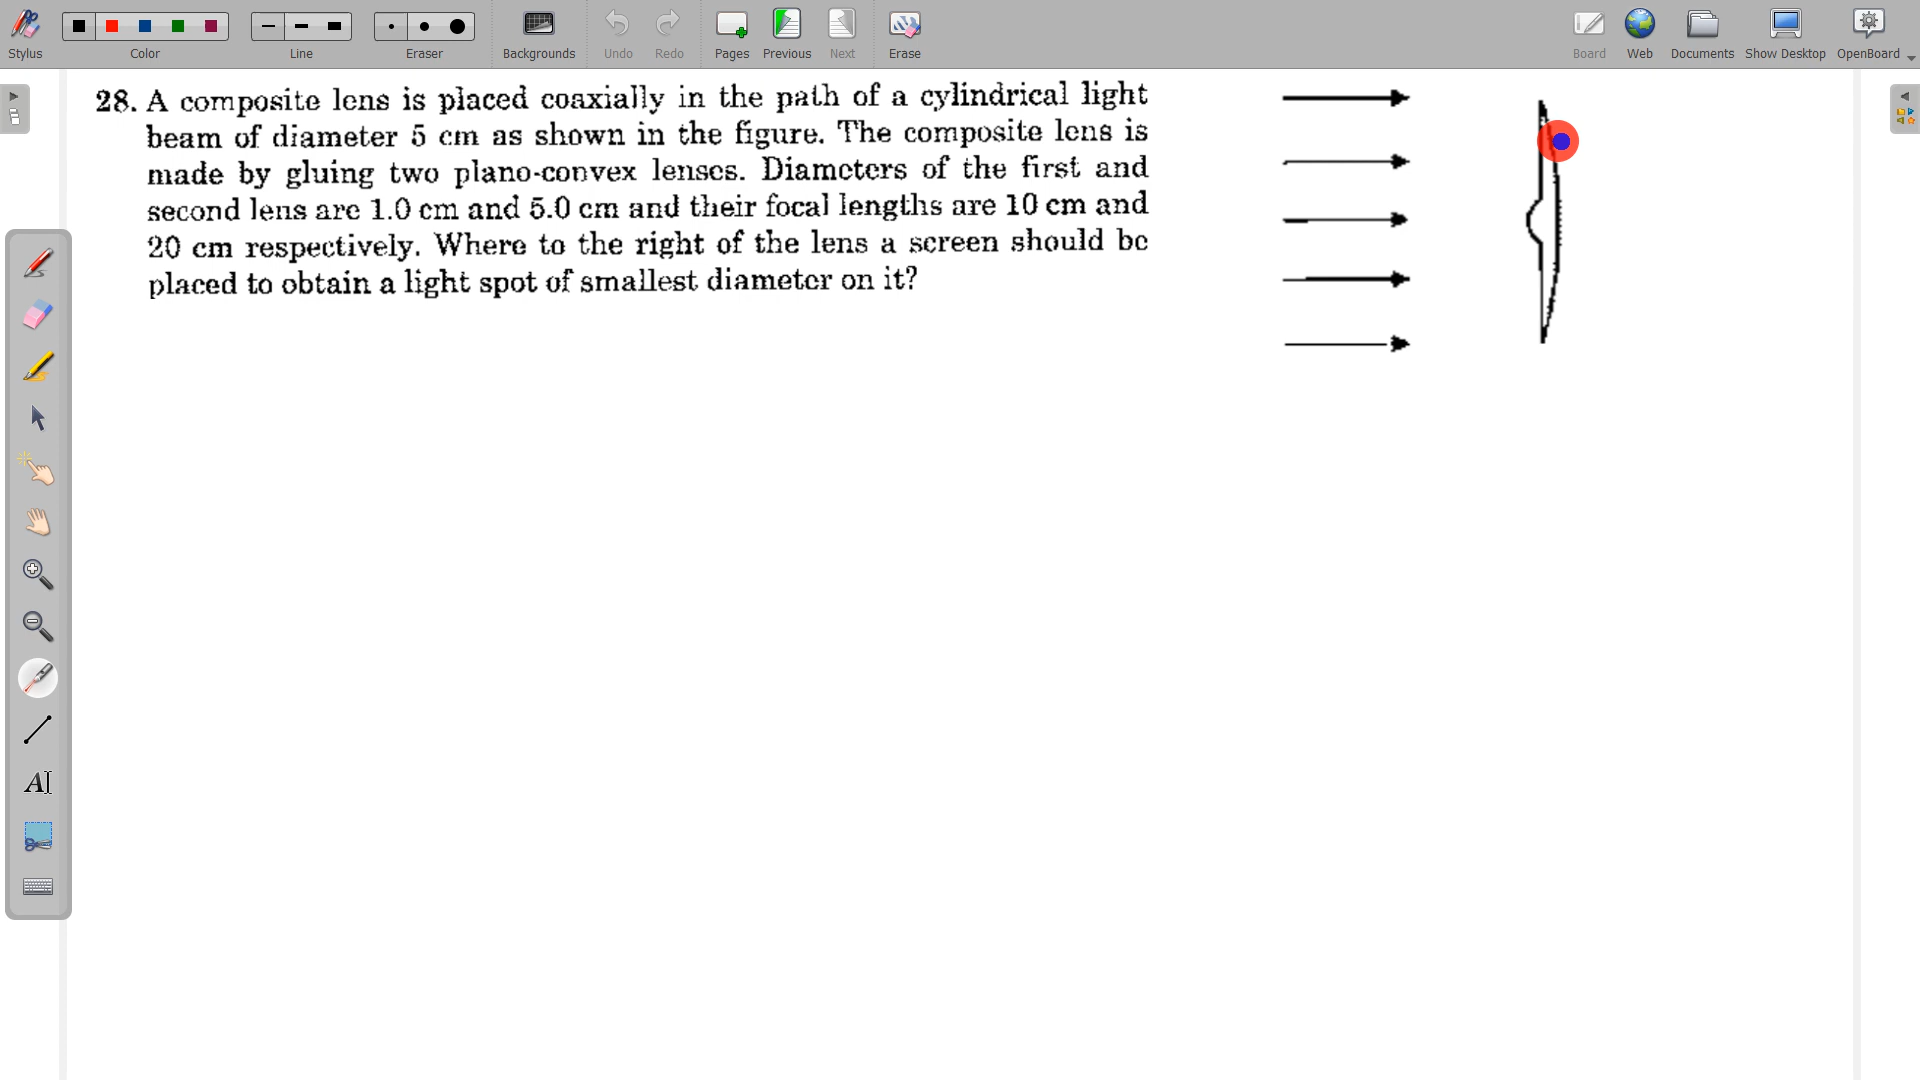 Stylus
Color
Line
Eraser
Backgrounds
Undo
Redo
Pages
Previous
Next
Erase
Board
Web
Documents
Show Desktop
OpenBoard
28. A composite lens is placed coaxially in the path of a cylindrical light
beam of diameter 5 cm as shown in the figure. The composite lens is
made by gluing two plano-convex lenses. Diameters of the first and
second lens are 1.0 cm and 5.0 cm and their focal lengths are 10 cm and
20 cm respectively. Where to the right of the lens a screen should be
placed to obtain a light spot of smallest diameter on it?